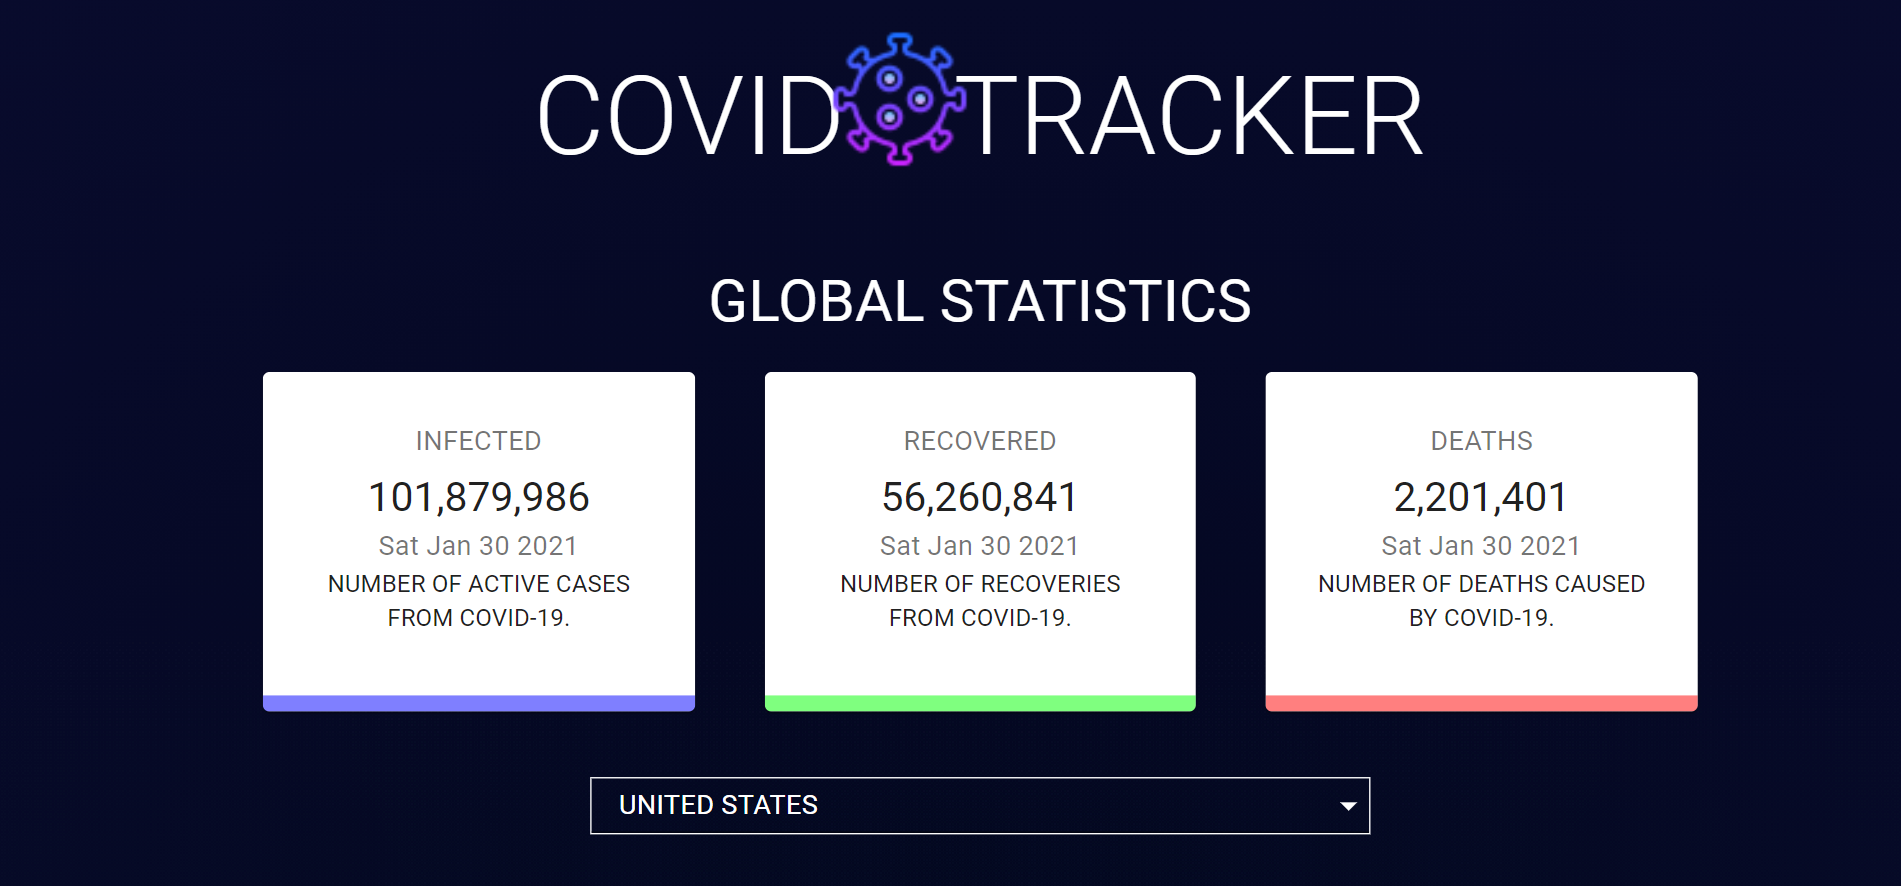 COVID TRACKER
GLOBAL STATISTICS
INFECTED
101,879,986
Sat Jan 30 2021
NUMBER OF ACTIVE CASES
FROM COVID-19.
RECOVERED
56,260,841
Sat Jan 30 2021
NUMBER OF RECOVERIES
FROM COVID-19.
DEATHS
2,201,401
Sat Jan 30 2021
NUMBER OF DEATHS CAUSED
BY COVID-19.
UNITED STATES